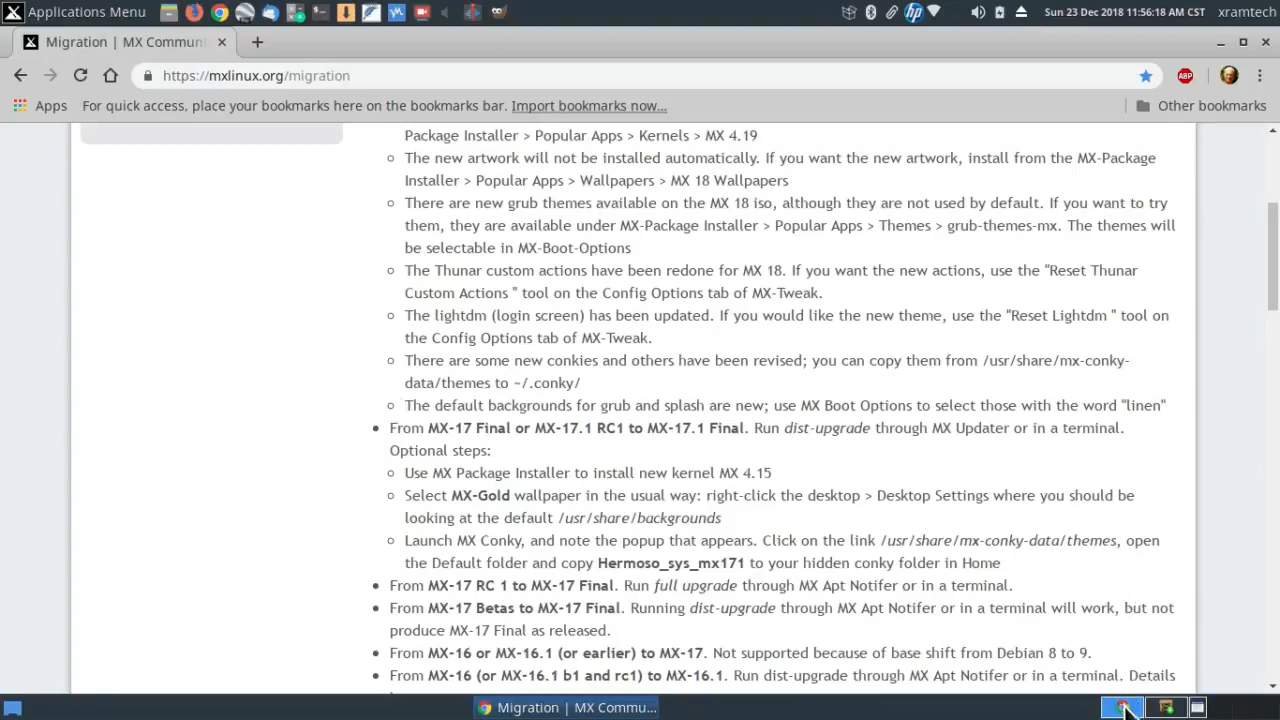 Applications Menu
Sun 23 Dec 2018 11:56:18 AM CST
xramtech
Migration | MX Commun
https://mxlinux.org/migration
ABP
Apps
For quick access, place your bookmarks here on the bookmarks bar. Import bookmarks now...
Other bookmarks
Package Installer > Popular Apps > Kernels > MX 4.19
The new artwork will not be installed automatically. If you want the new artwork, install from the MX-Package
Installer > Popular Apps > Wallpapers > MX 18 Wallpapers
There are new grub themes available on the MX 18 iso, although they are not used by default. If you want to try
them, they are available under MX-Package Installer > Popular Apps > Themes > grub-themes-mx. The themes will
be selectable in MX-Boot-Options
The Thunar custom actions have been redone for MX 18. If you want the new actions, use the "Reset Thunar
Custom Actions " tool on the Config Options tab of MX-Tweak.
The lightdm (login screen) has been updated. If you would like the new theme, use the "Reset Lightdm " tool on
the Config Options tab of MX-Tweak.
There are some new conkies and others have been revised; you can copy them from /usr/share/mx-conky-
data/themes to ~/.conky/
The default backgrounds for grub and splash are new; use MX Boot Options to select those with the word "linen"
From MX-17 Final or MX-17.1 RC1 to MX-17.1 Final. Run dist-upgrade through MX Updater or in a terminal.
Optional steps:
Use MX Package Installer to install new kernel MX 4.15
Select MX-Gold wallpaper in the usual way: right-click the desktop > Desktop Settings where you should be
looking at the default /usr/share/backgrounds
Launch MX Conky, and note the popup that appears. Click on the link /usr/share/mx-conky-data/themes, open
the Default folder and copy Hermoso_sys_mx171 to your hidden conky folder in Home
From MX-17 RC 1 to MX-17 Final. Run full upgrade through MX Apt Notifer or in a terminal.
From MX-17 Betas to MX-17 Final. Running dist-upgrade through MX Apt Notifer or in a terminal will work, but not
produce MX-17 Final as released.
From MX-16 or MX-16.1 (or earlier) to MX-17. Not supported because of base shift from Debian 8 to 9.
From MX-16 (or MX-16.1 b1 and rc1) to MX-16.1. Run dist-upgrade through MX Apt Notifer or in a terminal. Details
Migration | MX Commu...